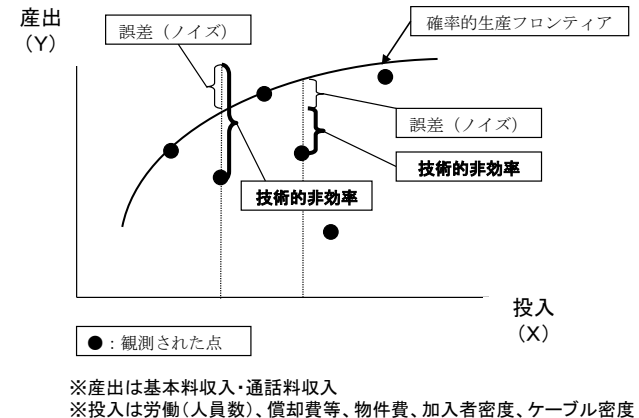 産出
（Y）
誤差（ノイズ）
確率的生産フロンティア
誤差（ノイズ）
技術的非効率
技術的非効率
投入
（X）
●：観測された点
※産出は基本料収入・通話料収入
※投入は労働（人員数）、償却費等、物件費、加入者密度、ケーブル密度